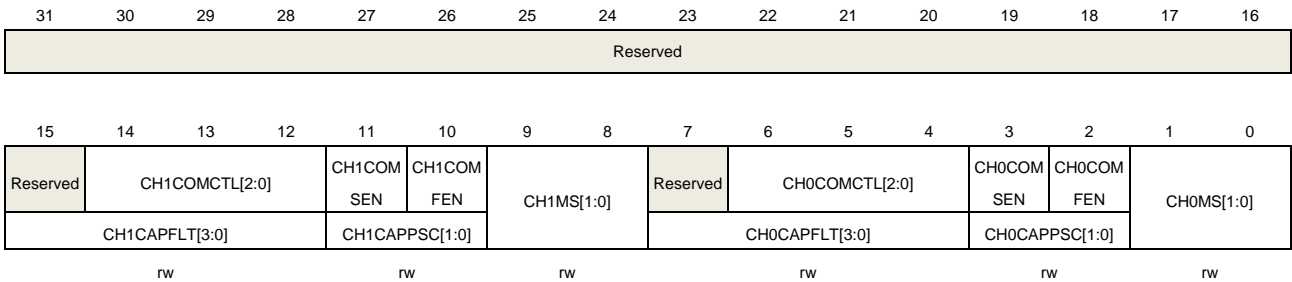 31 30 29 28 27 26 25 24 23 22 21 20 19 18 17 16
Reserved
15 14 13 12 11 10 9 8 7 6 5 4 3 2 1 0
Reserved CH1COMCTL[2:0] CH1COM SEN CH1COM FEN CH1MS[1:0] Reserved CH0COMCTL[2:0] CH0COM SEN CH0COM FEN CH0MS[1:0]
CH1CAPFLT[3:0] CH1CAPPSC[1:0] CH0CAPFLT[3:0] CH0CAPPSC[1:0]
rw rw rw rw rw rw